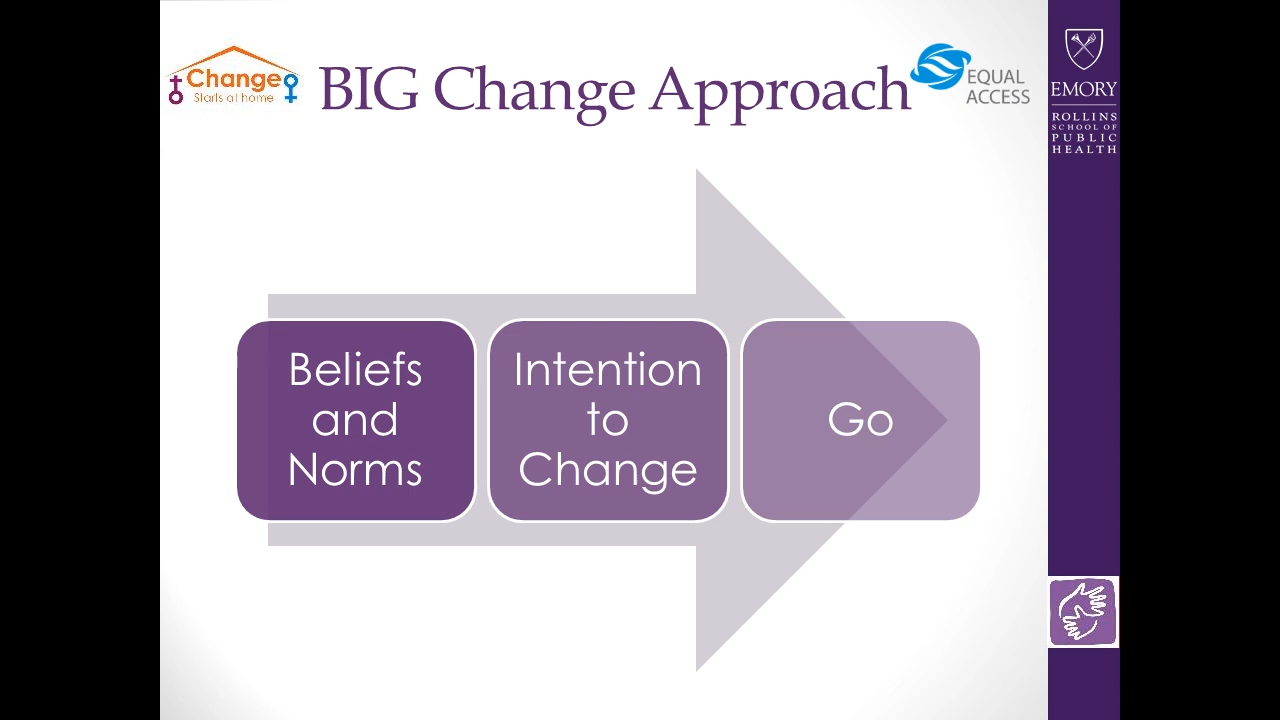 Change
Starts at home
BIG Change Approach
EQUAL
ACCESS
EMORY
ROLLINS
SCHOOL OF
PUBLIC
HEALTH
Beliefs
and
Norms
Intention
to
Change
Go